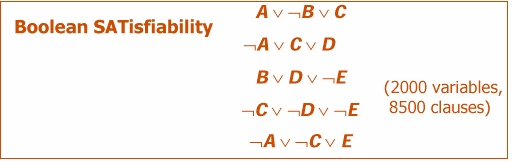 A ∨ ¬B ∨ C
Boolean SATisfiability
¬A ∨ C ∨ D
B ∨ D ∨ ¬E
(2000 variables,
8500 clauses)
¬C ∨ ¬D ∨ ¬E
¬A ∨ ¬C ∨ E